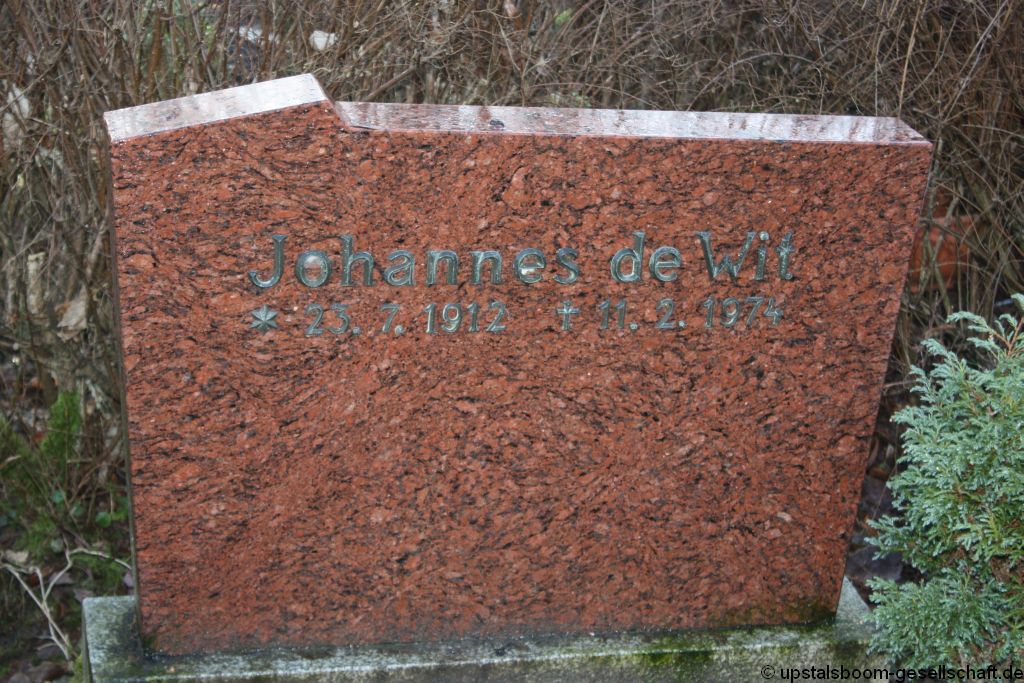 Johannes de Wit
* 23. 7. 1912 † 11. 2. 1974
© upstalsboom-gesellschaft.de